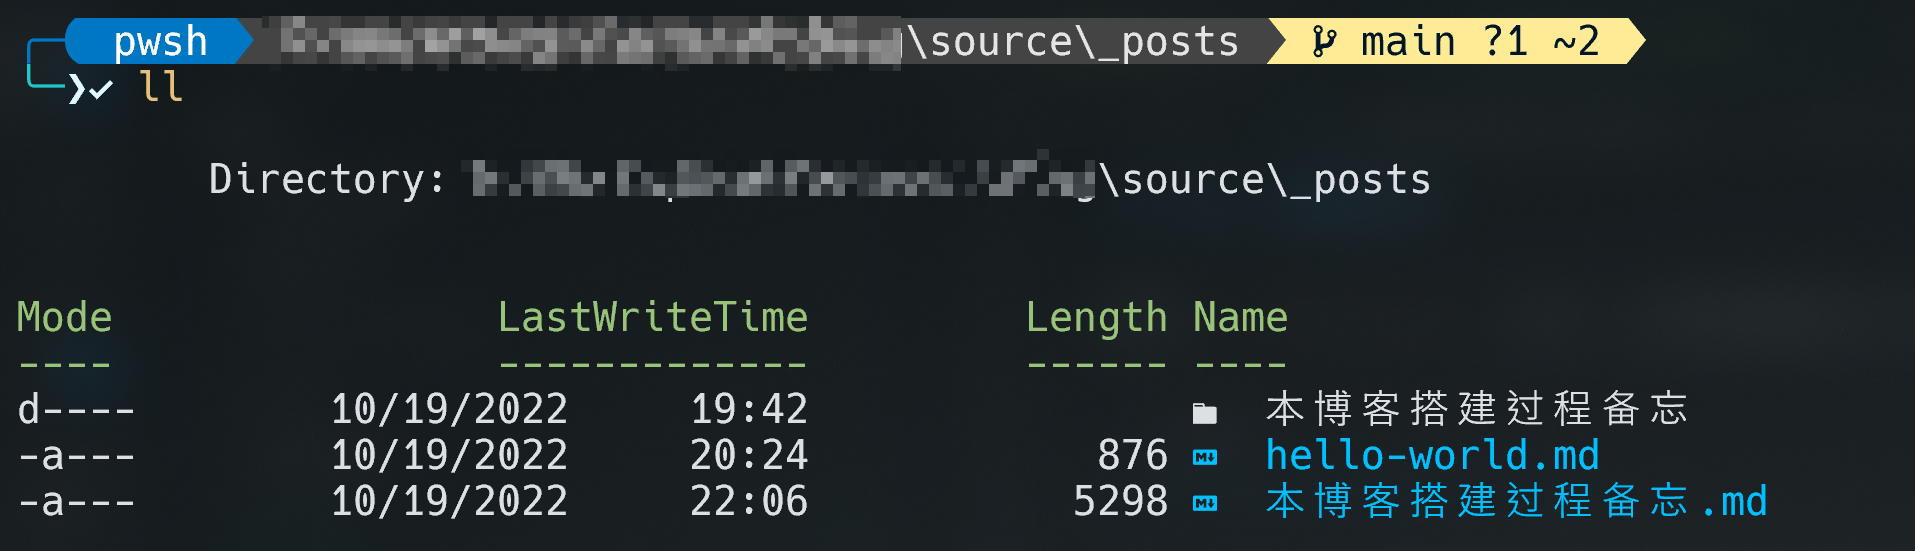 pwsh \source\_posts main ?1 ~2
ll
Directory: \source\_posts
Mode LastWriteTime Length Name
---- ------------- ------ ----
d---- 10/19/2022 19:42 本博客搭建过程备忘
-a--- 10/19/2022 20:24 876 hello-world.md
-a--- 10/19/2022 22:06 5298 本博客搭建过程备忘.md